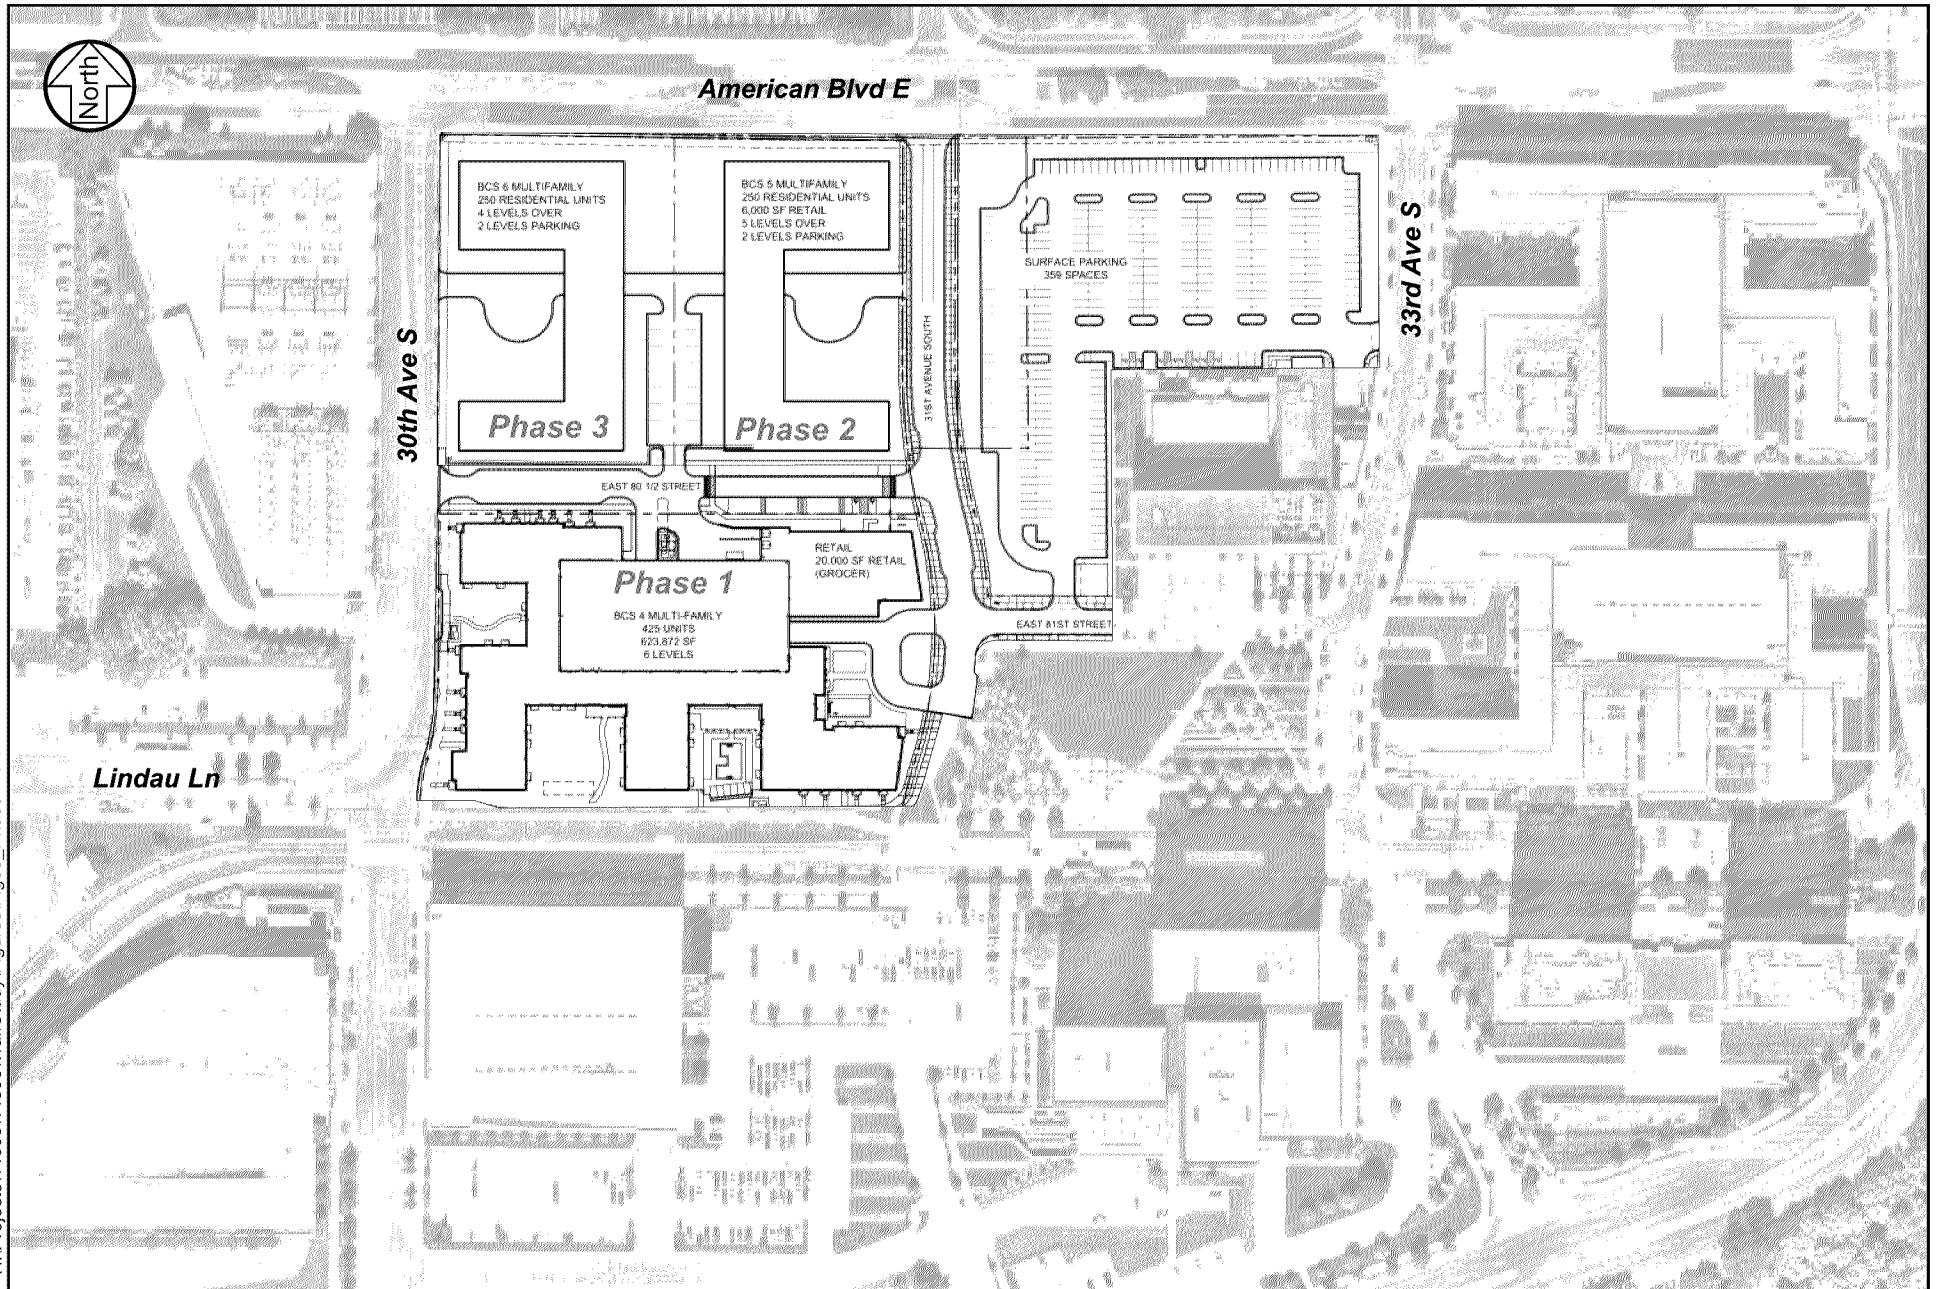 North
American Blvd E
BCS 6 MULTIFAMILY
250 RESIDENTIAL UNITS
4 LEVELS OVER
2 LEVELS PARKING
BCS 5 MULTIFAMILY
250 RESIDENTIAL UNITS
6,000 SF RETAIL
5 LEVELS OVER
2 LEVELS PARKING
SURFACE PARKING
359 SPACES
33rd Ave S
30th Ave S
31ST AVENUE SOUTH
Phase 3
Phase 2
EAST 80 1/2 STREET
RETAIL
20,000 SF RETAIL
(GROCER)
Phase 1
BCS 4 MULTI-FAMILY
425 UNITS
623,872 SF
6 LEVELS
EAST 81ST STREET
Lindau Ln